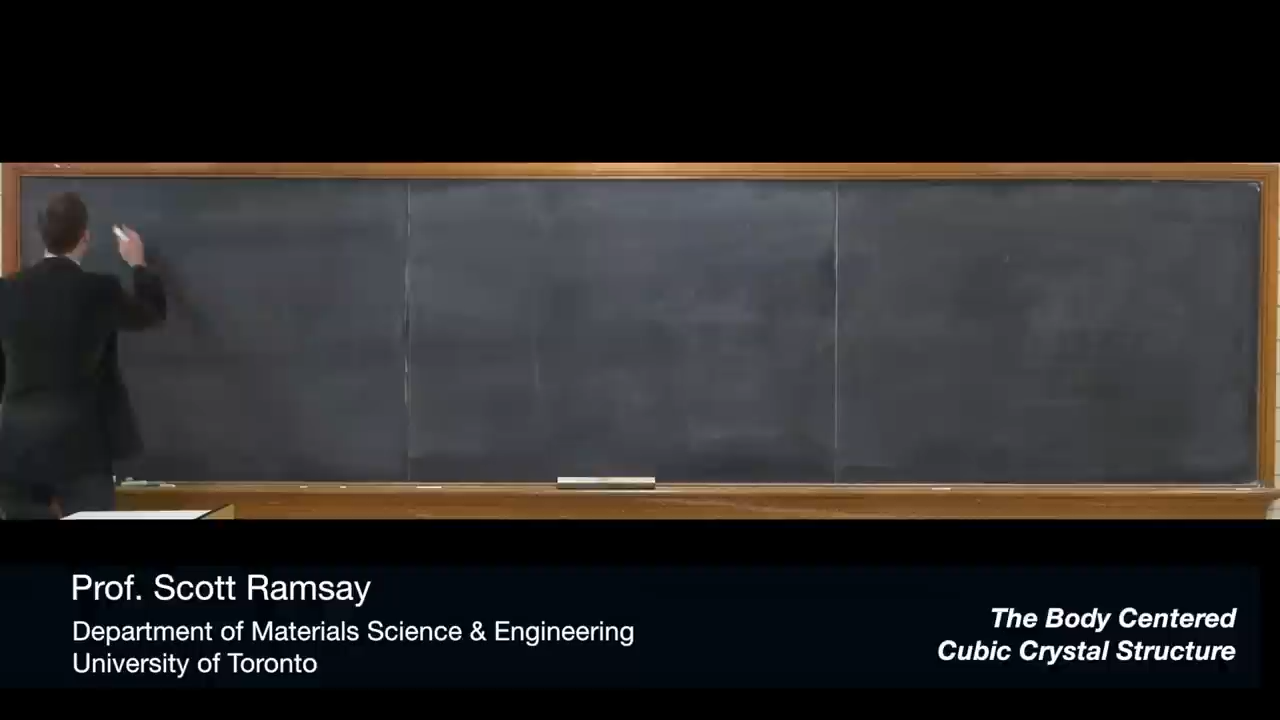 Prof. Scott Ramsay
Department of Materials Science & Engineering
University of Toronto
The Body Centered
Cubic Crystal Structure